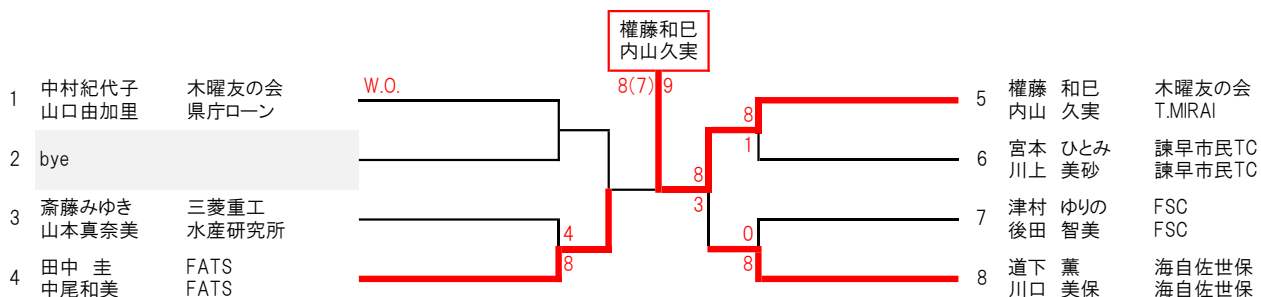 權藤和巳
内山久実
8(7) 9
1 中村紀代子 木曜友の会 W.O.
山口由加里 県庁ローン
2 bye
3 斎藤みゆき 三菱重工
山本真奈美 水産研究所
4
8
4 田中 圭 FATS
中尾和美 FATS
8
3
8
1
5 權藤 和巳 木曜友の会
内山 久実 T.MIRAI
6 宮本 ひとみ 諫早市民TC
川上 美砂 諫早市民TC
0
8
7 津村 ゆりの FSC
後田 智美 FSC
8 道下 薫 海自佐世保
川口 美保 海自佐世保